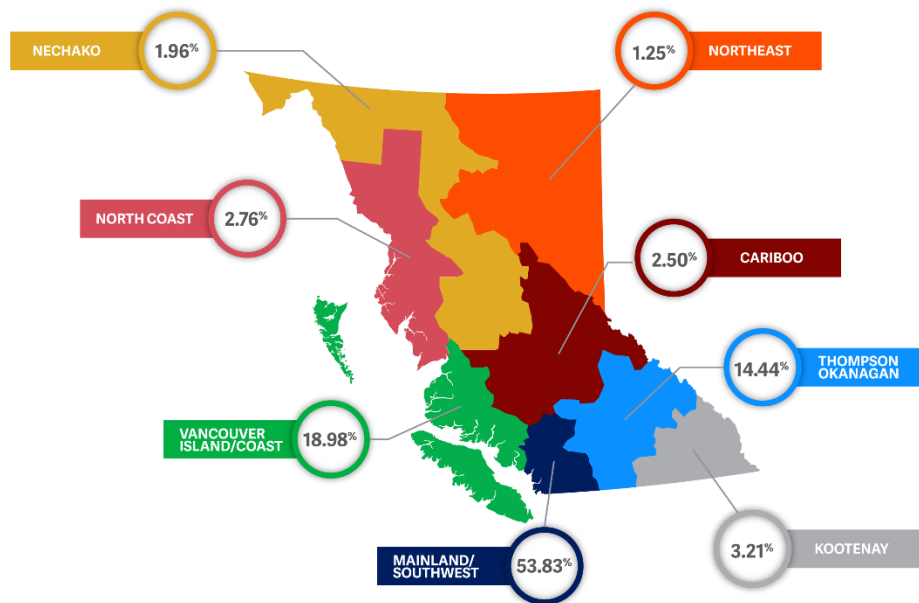 NECHAKO
1.96%
1.25%
NORTHEAST
NORTH COAST
2.76%
2.50%
CARIBOO
14.44%
THOMPSON
OKANAGAN
VANCOUVER
ISLAND/COAST
18.98%
MAINLAND/
SOUTHWEST
53.83%
3.21%
KOOTENAY